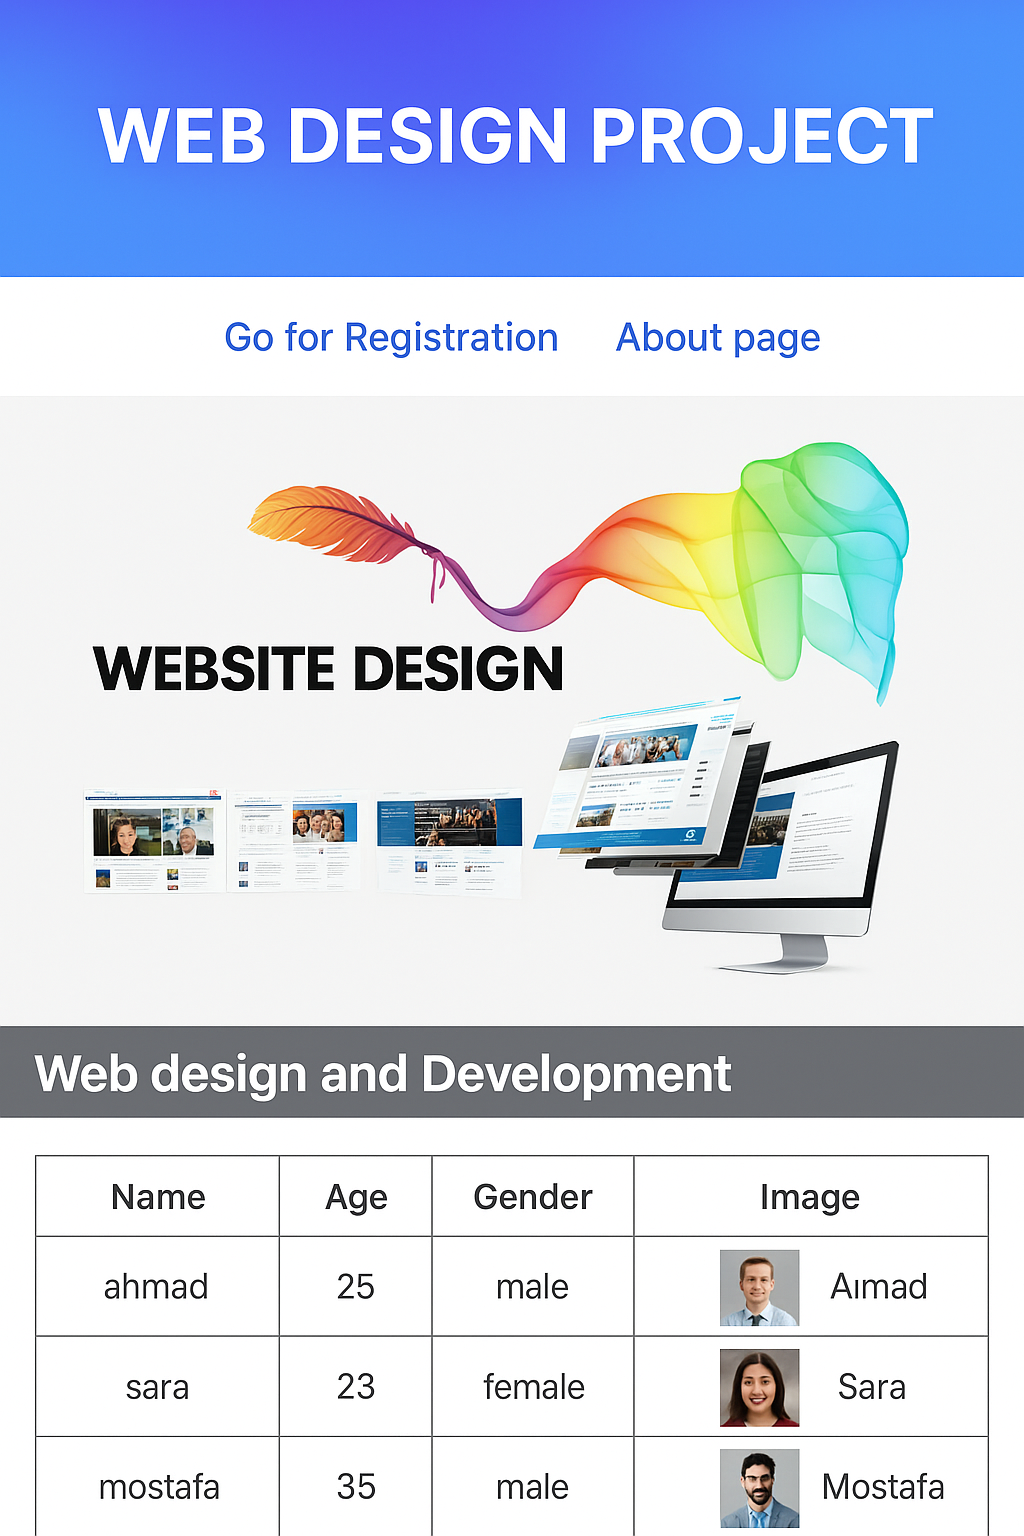 WEB DESIGN PROJECT
Go for Registration About page
WEBSITE DESIGN
Web design and Development
Name Age Gender Image
ahmad 25 male Aımad
sara 23 female Sara
mostafa 35 male Mostafa